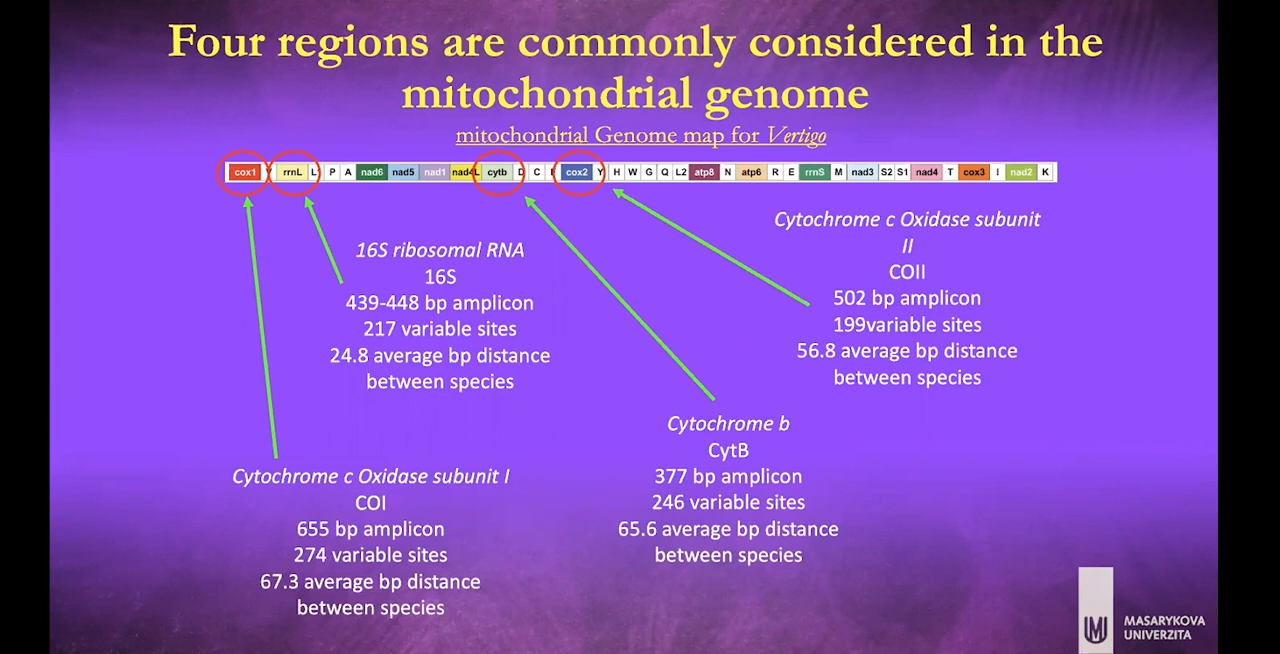 Four regions are commonly considered in the
mitochondrial genome
mitochondrial Genome map for Vertigo
cox1 rrnL L P A nad6 nad5 nad1 nad4L cytb D C cox2 Y H W G Q L2 atp8 N atp6 R E rrnS M nad3 S2 S1 nad4 T cox3 I nad2 K
16S ribosomal RNA
16S
439-448 bp amplicon
217 variable sites
24.8 average bp distance
between species
Cytochrome c Oxidase subunit
II
COII
502 bp amplicon
199variable sites
56.8 average bp distance
between species
Cytochrome c Oxidase subunit I
COI
655 bp amplicon
274 variable sites
67.3 average bp distance
between species
Cytochrome b
CytB
377 bp amplicon
246 variable sites
65.6 average bp distance
between species
MUNI
MASARYKOVA
UNIVERZITA